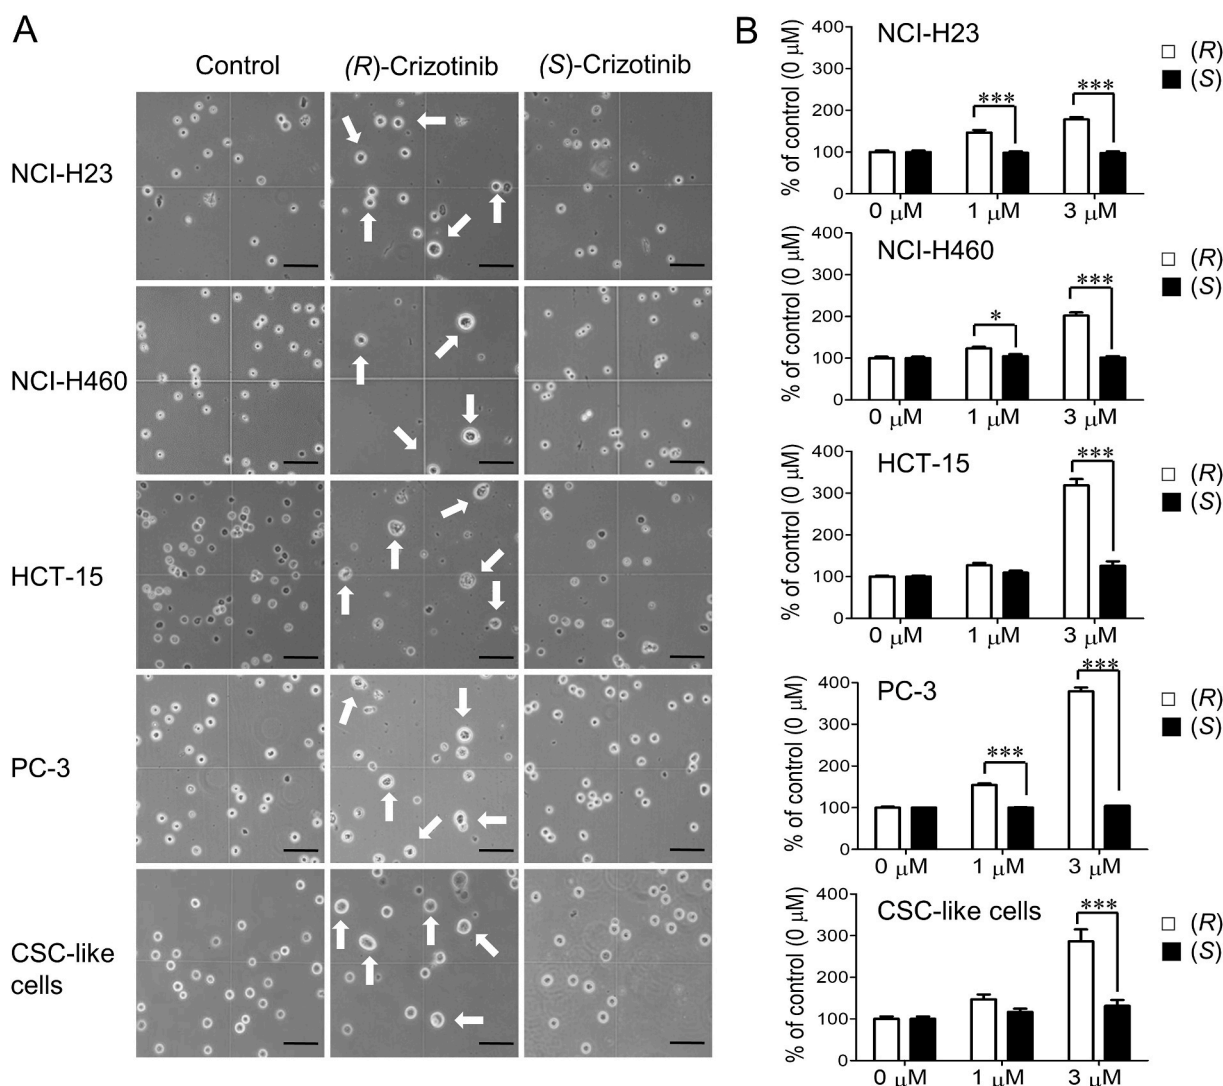 A
Control
(R)-Crizotinib
(S)-Crizotinib
NCI-H23
NCI-H460
HCT-15
PC-3
CSC-like
cells
B
NCI-H23
% of control (0 μM)
400
300
200
100
0
0 μM
1 μM
3 μM
***
***
(R)
(S)
NCI-H460
% of control (0 μM)
400
300
200
100
0
0 μM
1 μM
3 μM
*
***
(R)
(S)
HCT-15
% of control (0 μM)
400
300
200
100
0
0 μM
1 μM
3 μM
***
(R)
(S)
PC-3
% of control (0 μM)
400
300
200
100
0
0 μM
1 μM
3 μM
***
***
(R)
(S)
CSC-like cells
% of control (0 μM)
400
300
200
100
0
0 μM
1 μM
3 μM
***
(R)
(S)